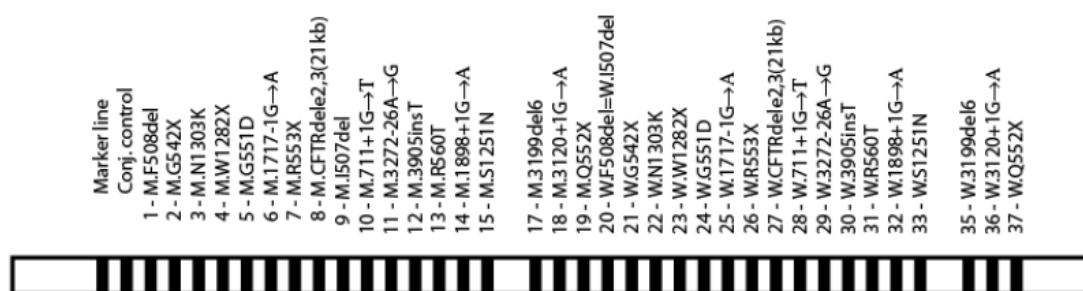 Marker line
Conj. control
1 - M.F508del
2 - M.G542X
3 - M.N1303K
4 - M.W1282X
5 - M.G551D
6 - M.1717-1G→A
7 - M.R553X
8 - M.CFTRdele2,3(21kb)
9 - M.I507del
10 - M.711+1G→T
11 - M.3272-26A→G
12 - M.3905insT
13 - M.R560T
14 - M.1898+1G→A
15 - M.S1251N
17 - M.3199del6
18 - M.3120+1G→A
19 - M.Q552X
20 - W.F508del=W.I507del
21 - W.G542X
22 - W.N1303K
23 - W.W1282X
24 - W.G551D
25 - W.1717-1G→A
26 - W.R553X
27 - W.CFTRdele2,3(21kb)
28 - W.711+1G→T
29 - W.3272-26A→G
30 - W.3905insT
31 - W.R560T
32 - W.1898+1G→A
33 - W.S1251N
35 - W.3199del6
36 - W.3120+1G→A
37 - W.Q552X